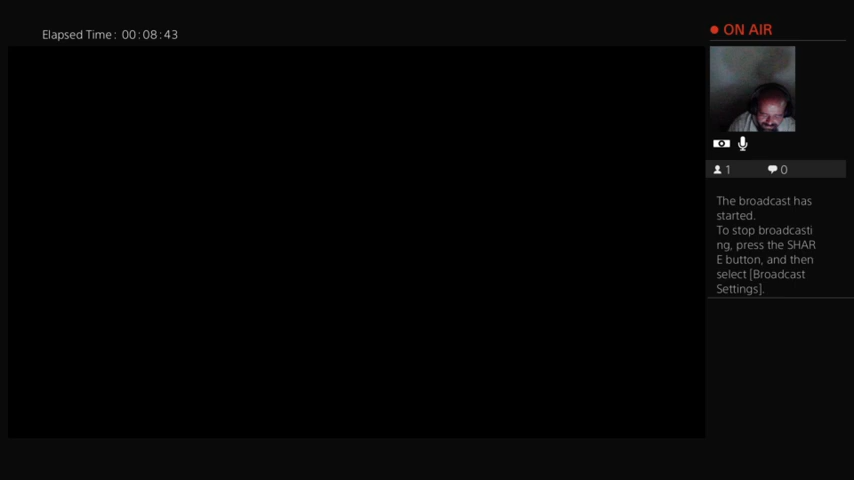 Elapsed Time: 00:08:43
ON AIR
1 0
The broadcast has
started.
To stop broadcasti
ng, press the SHAR
E button, and then
select [Broadcast
Settings].